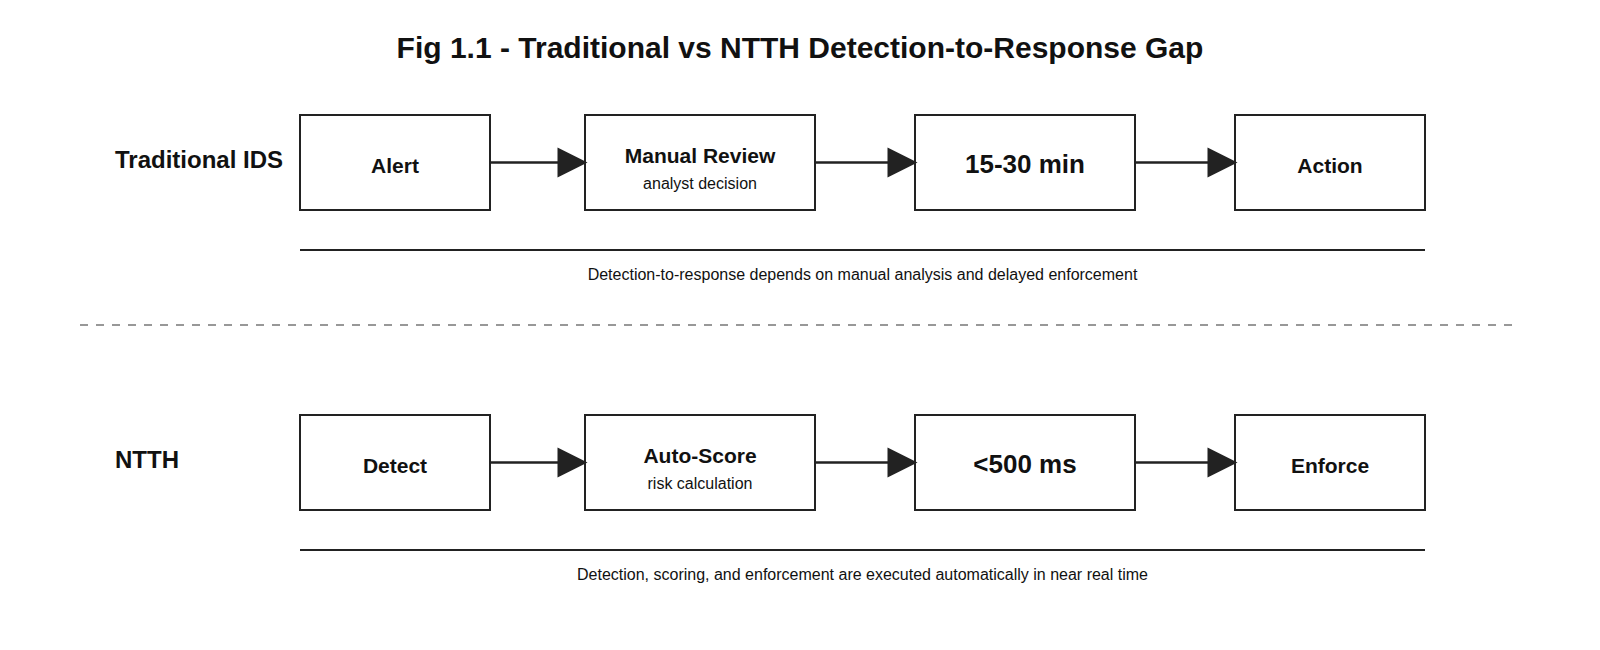 Fig 1.1 - Traditional vs NTTH Detection-to-Response Gap
Traditional IDS
Alert
Manual Review
analyst decision
15-30 min
Action
Detection-to-response depends on manual analysis and delayed enforcement
NTTH
Detect
Auto-Score
risk calculation
<500 ms
Enforce
Detection, scoring, and enforcement are executed automatically in near real time